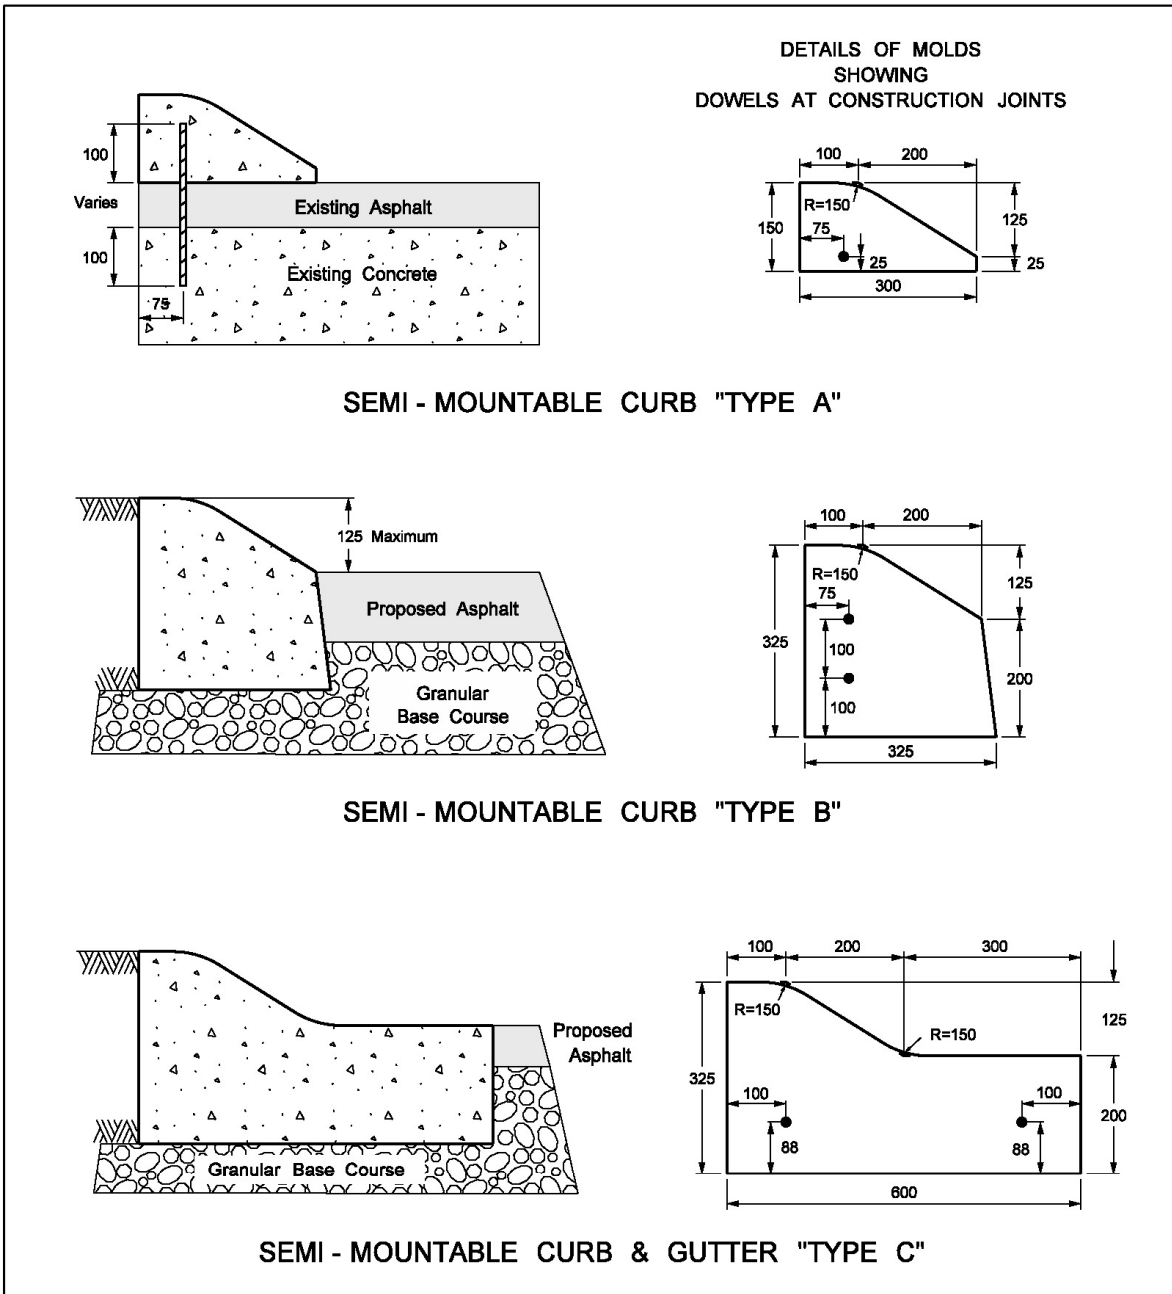 DETAILS OF MOLDS
SHOWING
DOWELS AT CONSTRUCTION JOINTS
100
Varies
100
75
Existing Asphalt
Existing Concrete
100
200
R=150
150
75
25
125
25
300
SEMI - MOUNTABLE CURB "TYPE A"
125 Maximum
Proposed Asphalt
Granular
Base Course
100
200
R=150
75
325
100
100
125
200
325
SEMI - MOUNTABLE CURB "TYPE B"
Proposed
Asphalt
Granular Base Course
100
200
300
R=150
R=150
125
325
100
100
200
88
88
600
SEMI - MOUNTABLE CURB & GUTTER "TYPE C"